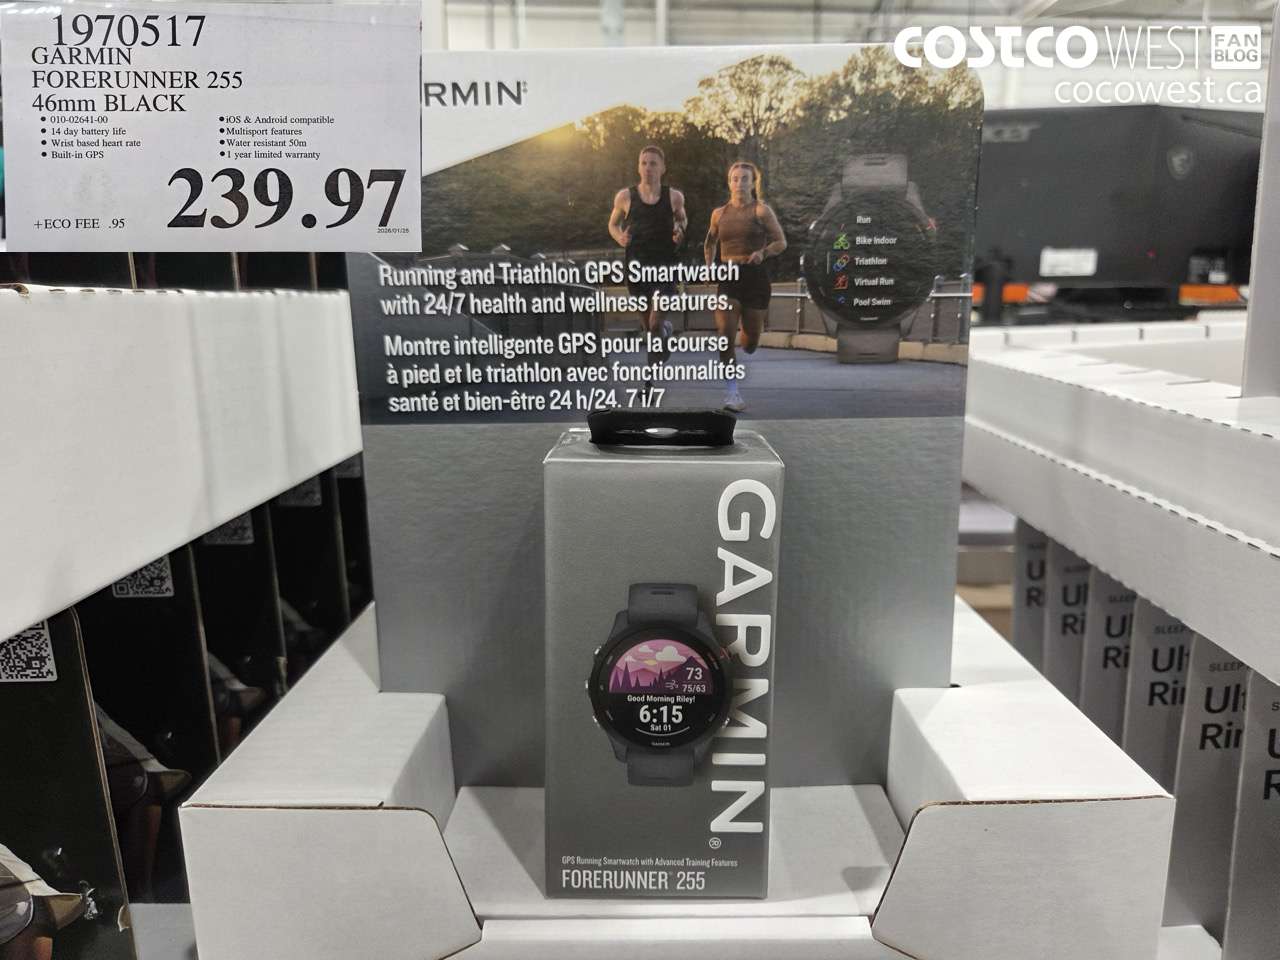 1970517
GARMIN
FORERUNNER 255
46mm BLACK
• 010-02641-00
• 14 day battery life
• Wrist based heart rate
• Built-in GPS
• iOS & Android compatible
• Multisport features
• Water resistant 50m
• 1 year limited warranty
239.97
+ECO FEE .95
2026/01/25
COSTCO WEST FAN BLOG
cocowest.ca
RMIN
Run
Bike Indoor
Triathlon
Virtual Run
Pool Swim
Running and Triathlon GPS Smartwatch
with 24/7 health and wellness features.
Montre intelligente GPS pour la course
à pied et le triathlon avec fonctionnalités
santé et bien-être 24 h/24, 7 j/7
GARMIN
73
75/63
Good Morning Riley!
6:15
Sat 01
GARMIN
GPS Running Smartwatch with Advanced Training Features
FORERUNNER® 255